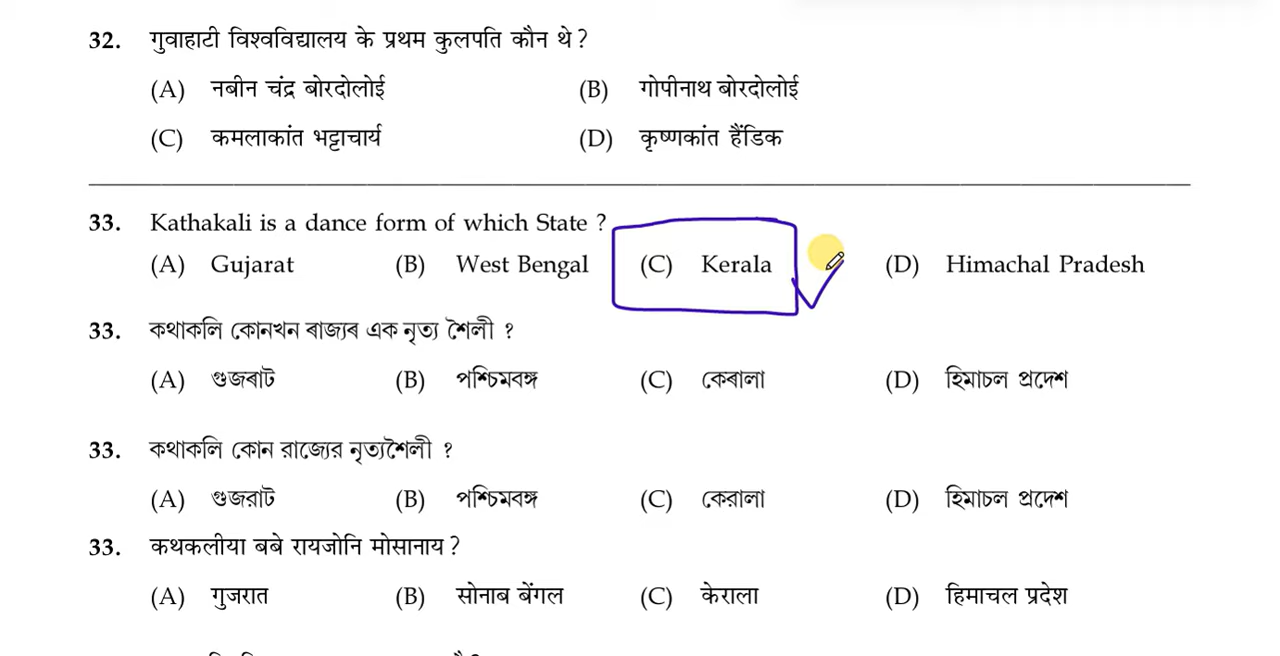 32. गुवाहाटी विश्वविद्यालय के प्रथम कुलपति कौन थे ?
(A) नबीन चंद्र बोरदोलोई (B) गोपीनाथ बोरदोलोई
(C) कमलाकांत भट्टाचार्य (D) कृष्णकांत हैंडिक
33. Kathakali is a dance form of which State ?
(A) Gujarat (B) West Bengal (C) Kerala (D) Himachal Pradesh
33. কথাকলি কোনখন ৰাজ্যৰ এক নৃত্য শৈলী ?
(A) গুজৰাট (B) পশ্চিমবঙ্গ (C) কেৰালা (D) হিমাচল প্ৰদেশ
33. কথাকলি কোন রাজ্যের নৃত্যশৈলী ?
(A) গুজরাট (B) পশ্চিমবঙ্গ (C) কেরালা (D) হিমাচল প্রদেশ
33. कथकलीया बबे रायजोनि मोसानाय ?
(A) गुजरात (B) सोनाब बेंगल (C) केराला (D) हिमाचल प्रदेश